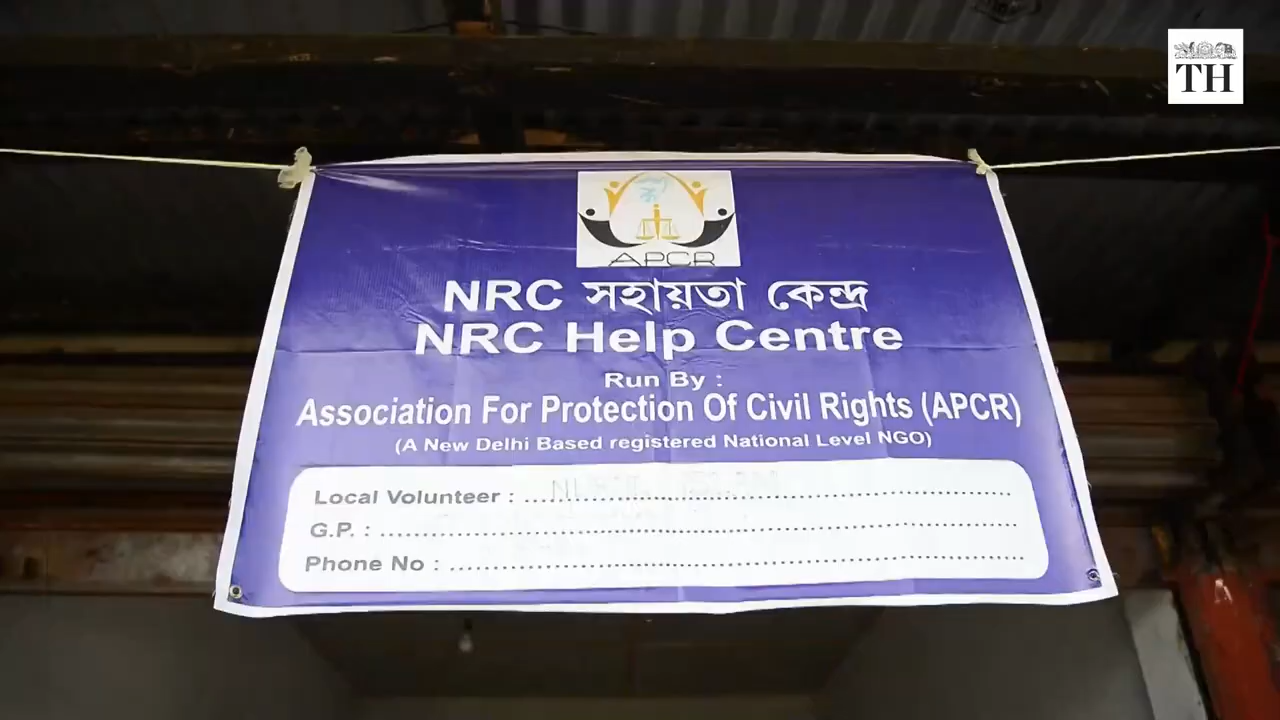 TH
APCR
NRC সহায়তা কেন্দ্র
NRC Help Centre
Run By :
Association For Protection Of Civil Rights (APCR)
(A New Delhi Based registered National Level NGO)
Local Volunteer : ..........................................................................
G.P. : ..........................................................................................
Phone No : ..................................................................................